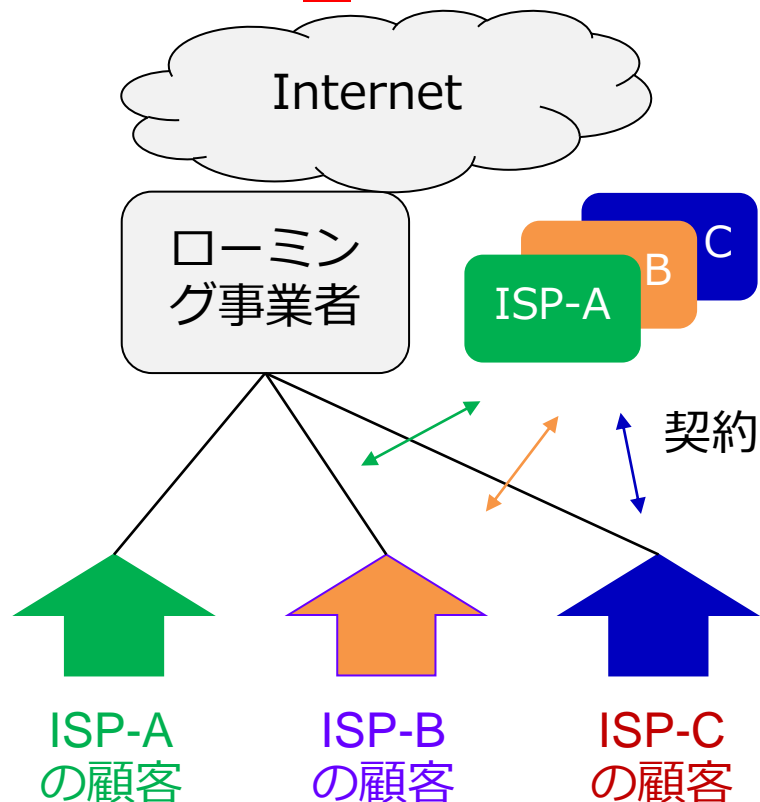 Internet
ローミン
グ事業者
C
B
ISP-A
契約
ISP-A
の顧客
ISP-B
の顧客
ISP-C
の顧客